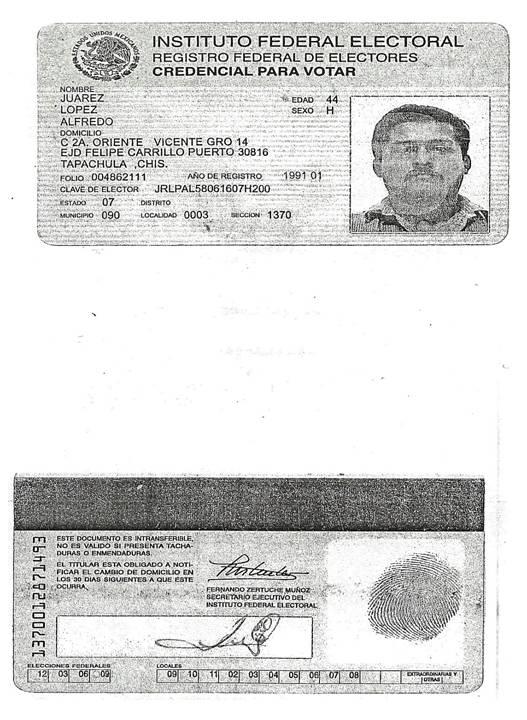 ESTADOS UNIDOS MEXICANOS
INSTITUTO FEDERAL ELECTORAL
REGISTRO FEDERAL DE ELECTORES
CREDENCIAL PARA VOTAR
NOMBRE
JUAREZ
LOPEZ
ALFREDO
EDAD 44
SEXO H
DOMICILIO
C 2A. ORIENTE VICENTE GRO 14
EJD FELIPE CARRILLO PUERTO 30816
TAPACHULA ,CHIS.
FOLIO 004862111 AÑO DE REGISTRO 1991 01
CLAVE DE ELECTOR JRLPAL58061607H200
ESTADO 07 DISTRITO
MUNICIPIO 090 LOCALIDAD 0003 SECCION 1370
ESTE DOCUMENTO ES INTRANSFERIBLE,
NO ES VALIDO SI PRESENTA TACHA-
DURAS O ENMENDADURAS.
EL TITULAR ESTA OBLIGADO A NOTI-
FICAR EL CAMBIO DE DOMICILIO EN
LOS 30 DIAS SIGUIENTES A QUE ESTE
OCURRA.
FERNANDO ZERTUCHE MUÑOZ
SECRETARIO EJECUTIVO DEL
INSTITUTO FEDERAL ELECTORAL
ELECCIONES FEDERALES
12 03 06 09
LOCALES
09 10 11 02 03 04 05 06 07 08
EXTRAORDINARIAS Y
OTRAS